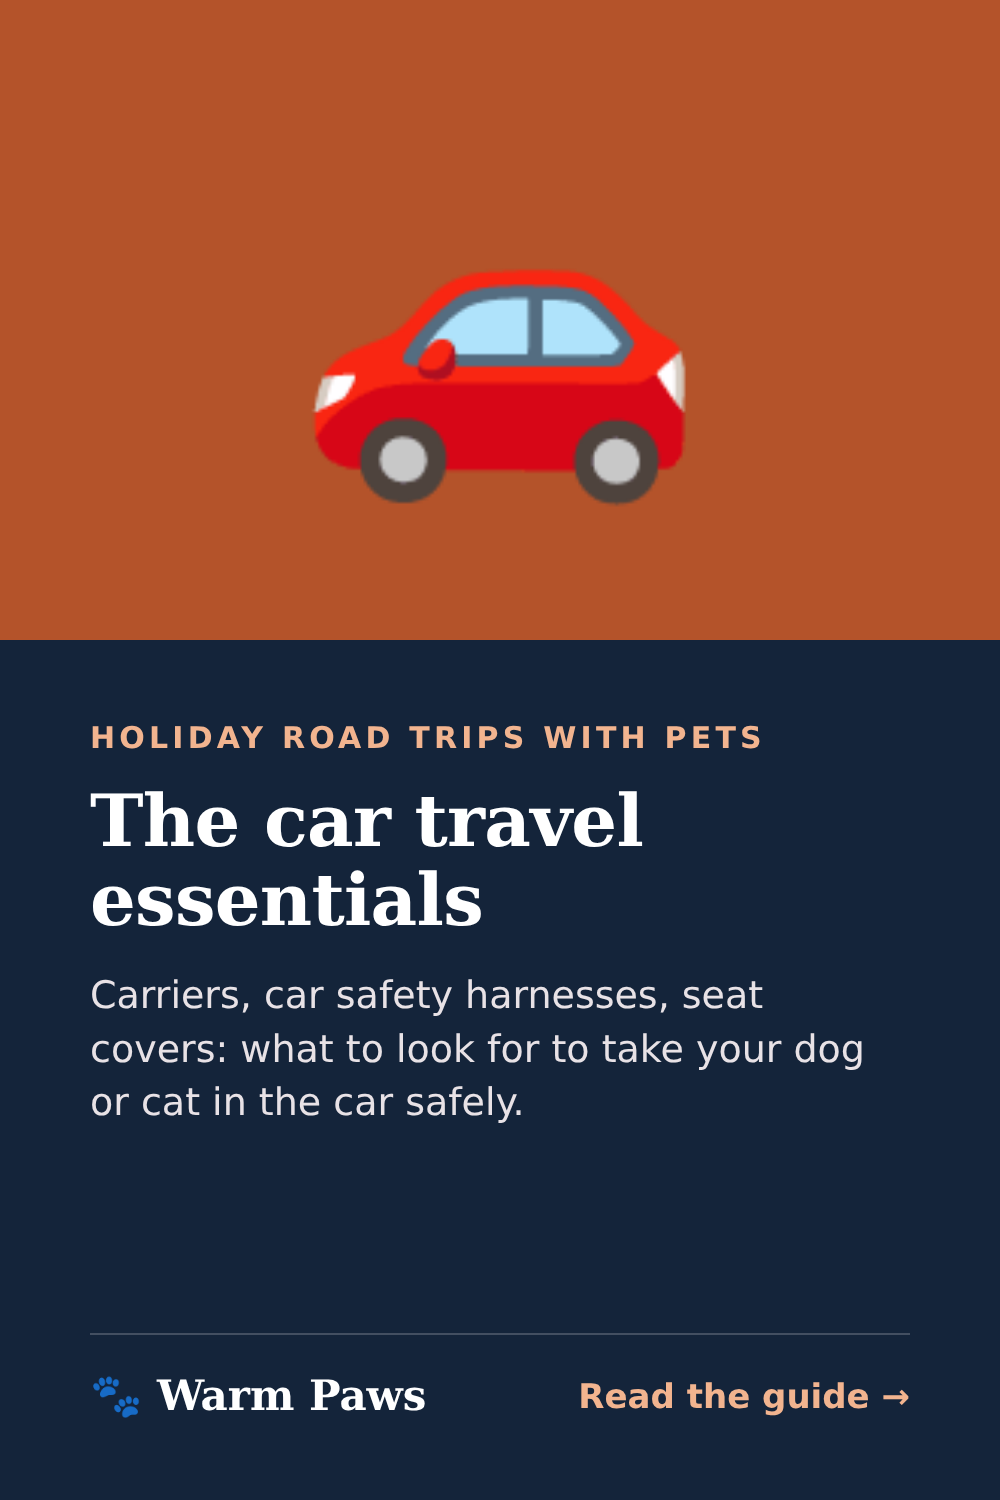 HOLIDAY ROAD TRIPS WITH PETS
The car travel
essentials
Carriers, car safety harnesses, seat
covers: what to look for to take your dog
or cat in the car safely.
🐾 Warm Paws
Read the guide →